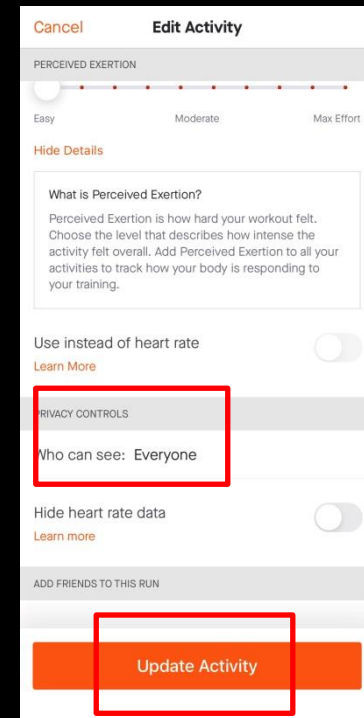 Cancel Edit Activity
PERCEIVED EXERTION
Easy Moderate Max Effort
Hide Details
What is Perceived Exertion?
Perceived Exertion is how hard your workout felt.
Choose the level that describes how intense the
activity felt overall. Add Perceived Exertion to all your
activities to track how your body is responding to
your training.
Use instead of heart rate
Learn More
PRIVACY CONTROLS
Who can see: Everyone
Hide heart rate data
Learn more
ADD FRIENDS TO THIS RUN
Update Activity